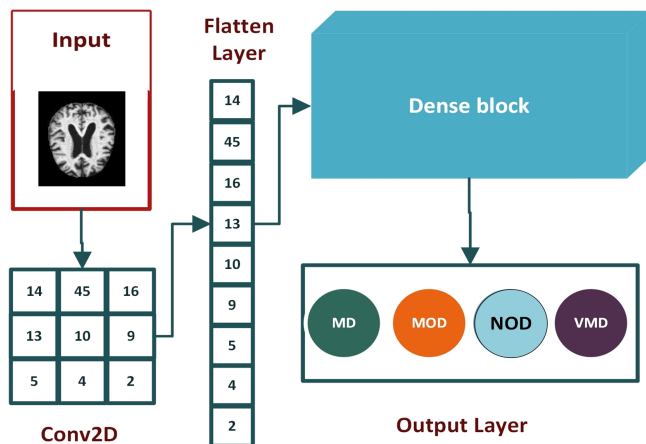 Input
Flatten
Layer
14
45
16
13
10
9
5
4
2
Dense block
14 45 16
13 10 9
5 4 2
Conv2D
MD MOD NOD VMD
Output Layer